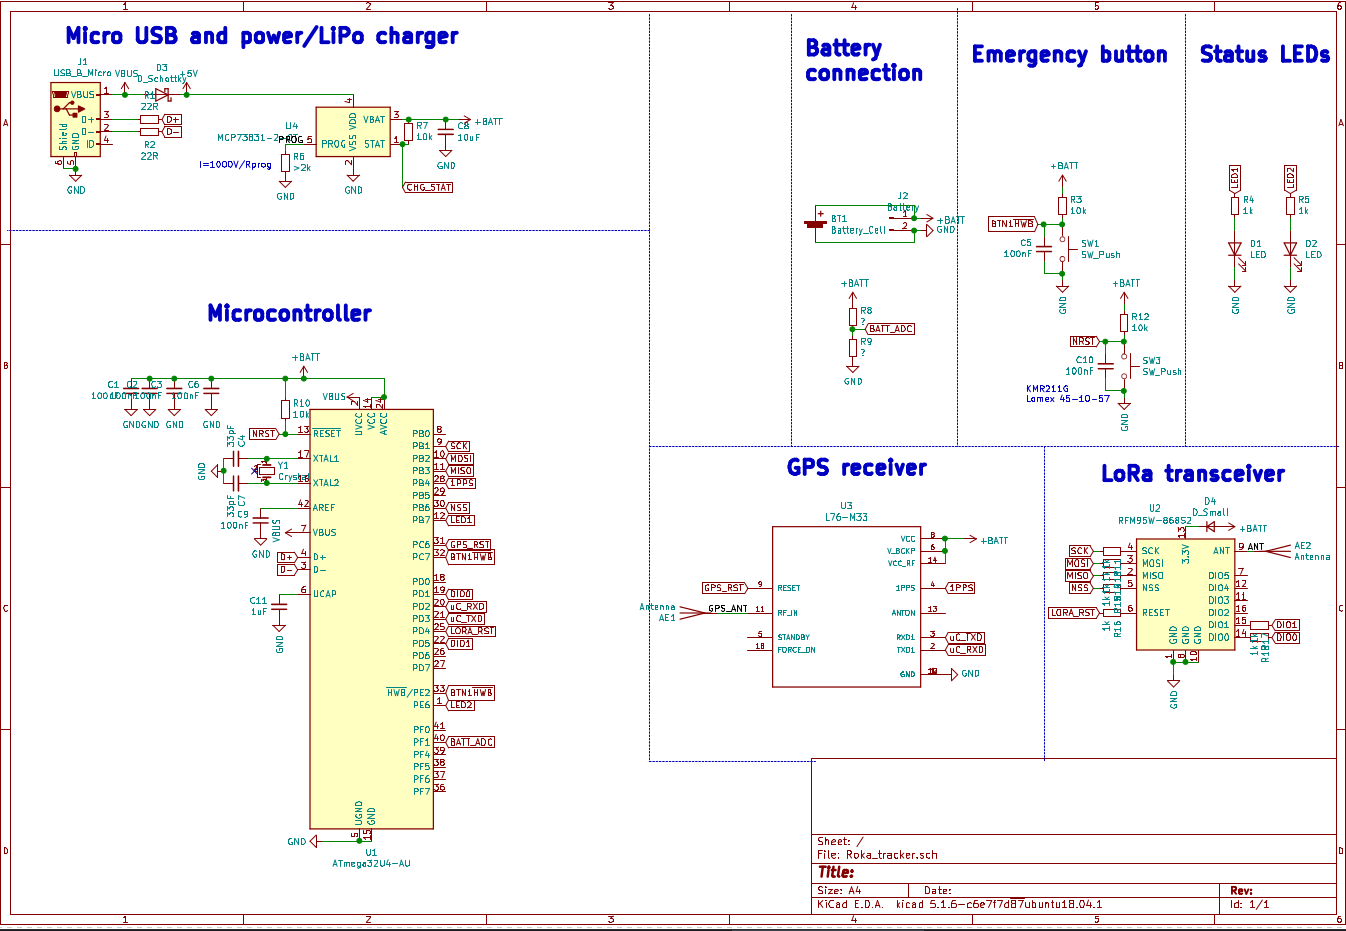 1 2 3 4 5 6
Micro USB and power/LiPo charger
J1
USB_B_Micro
VBUS
D3
D_Schottky
+5V
VBUS 1
D+ 3
D- 2
ID 4
Shield
GND
6 5
GND
R1
22R
D+
D-
R2
22R
U4
MCP73831-2-OT
PROG 5
I=1000V/Rprog
R6
>2k
GND
4
VDD
VBAT 3
PROG
STAT 1
VSS
2
GND
R7
10k
C8
10uF
+BATT
GND
CHG_STAT
Battery
connection
J2
Battery
BT1
Battery_Cell
1
2
+BATT
GND
+BATT
R8
?
BATT_ADC
R9
?
GND
Emergency button
+BATT
R3
10k
BTN1HWB
C5
100nF
SW1
SW_Push
GND
+BATT
R12
10k
NRST
C10
100nF
SW3
SW_Push
KMR211G
Lomex 45-10-57
GND
Status LEDs
LED1
LED2
R4
1k
R5
1k
D1
LED
D2
LED
GND
GND
Microcontroller
+BATT
C1 C2 C3 C6
100nF
GND GND GND GND
R10
10k
VBUS
2 14 24
UVCC VCC AVCC
NRST 13 RESET
33pF
C4
17 XTAL1
GND
Y1
Crystal
XTAL2
33pF
C7
C9
100nF
GND
42 AREF
VBUS
7 VBUS
D+ 4 D+
D- 3 D-
6 UCAP
C11
1uF
GND
PB0 8
PB1 9 SCK
PB2 10 MOSI
PB3 11 MISO
PB4 28 1PPS
PB5 29
PB6 30 NSS
PB7 12 LED1
PC6 31 GPS_RST
PC7 32 BTN1HWB
PD0 18
PD1 19 DIO0
PD2 20 uC_RXD
PD3 21 uC_TXD
PD4 25 LORA_RST
PD5 22 DIO1
PD6 26
PD7 27
HWB/PE2 33 BTN1HWB
PE6 1 LED2
PF0 41
PF1 40 BATT_ADC
PF4 39
PF5 38
PF6 37
PF7 36
UGND GND
5 15
GND
U1
ATmega32U4-AU
GPS receiver
U3
L76-M33
VCC 8
V_BCKP 6
VCC_RF 14
+BATT
GPS_RST 9 RESET
1PPS 4 1PPS
Antenna
AE1
GPS_ANT 11 RF_IN
ANTON 13
5 STANDBY
18 FORCE_ON
RXD1 3 uC_TXD
TXD1 2 uC_RXD
GND
GND
LoRa transceiver
U2
RFM95W-868S2
D4
D_Small
+BATT
13
3.3V
SCK 4 SCK
MOSI 3 MOSI
MISO 2 MISO
NSS 5 NSS
LORA_RST 6 RESET
1k R16
ANT 9 ANT
AE2
Antenna
DIO5 7
DIO4 12
DIO3 11
DIO2 16
DIO1 15 DIO1
DIO0 14 DIO0
GND GND GND
1 8 10
GND
Sheet: /
File: Roka_tracker.sch
Title:
Size: A4 Date: Rev:
KiCad E.D.A. kicad 5.1.6-c6e7f7d~87~ubuntu18.04.1 Id: 1/1
A B C D
A B C D
1 2 3 4 5 6